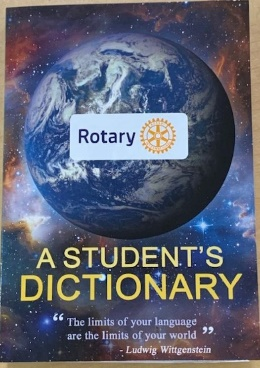 Rotary
A STUDENT'S
DICTIONARY
“ The limits of your language
are the limits of your world ”
- Ludwig Wittgenstein